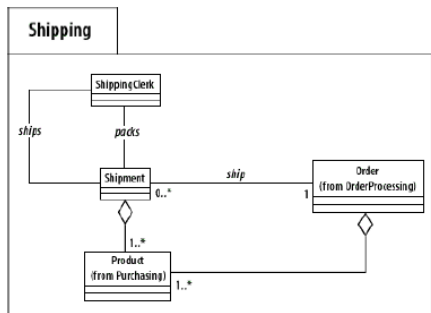 Shipping
ShippingClerk
ships
packs
Shipment
ship
Order
(from OrderProcessing)
0..*
1
1..*
Product
(from Purchasing)
1..*